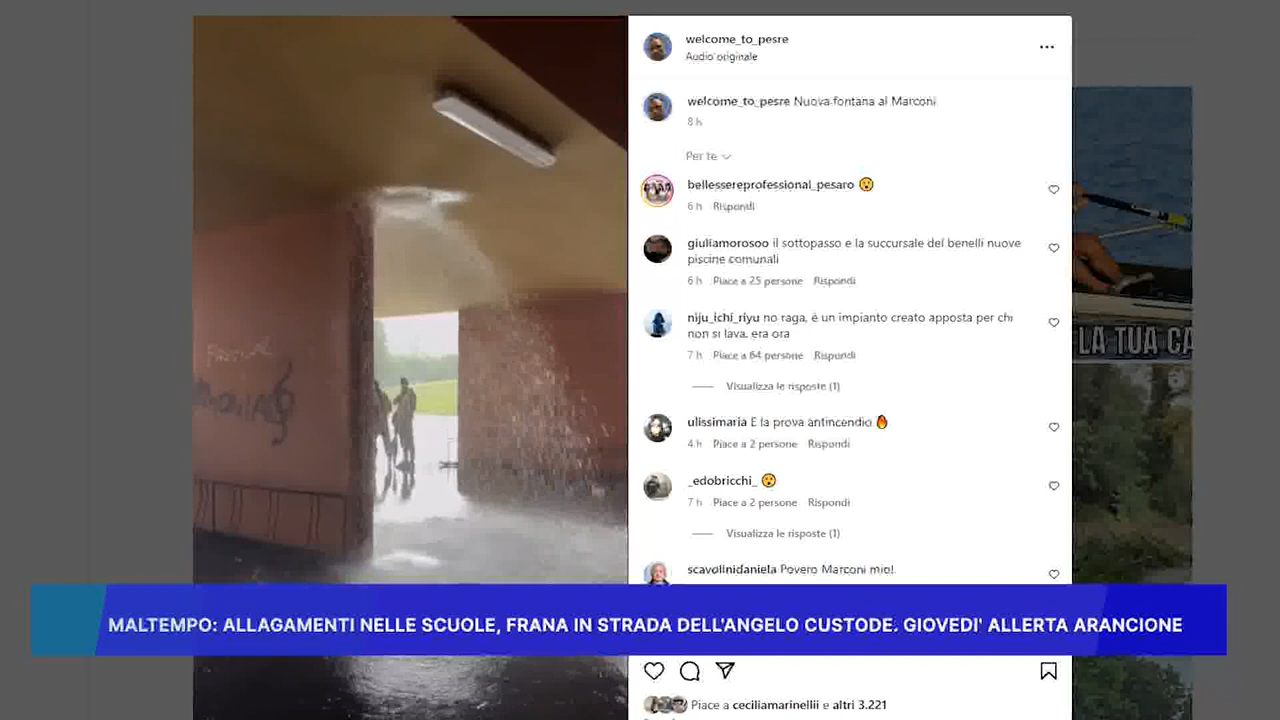 welcome_to_pesre
Audio originale
welcome_to_pesre Nuova fontana al Marconi
8 h
Per te
bellessereprofessional_pesaro 😲
6 h Rispondi
giuliamorosoo il sottopasso e la succursale del benelli nuove
piscine comunali
6 h Piace a 25 persone Rispondi
niju_ichi_riyu no raga, é un impianto creato apposta per chi
non si lava, era ora
7 h Piace a 64 persone Rispondi
Visualizza le risposte (1)
ulissimaria E la prova antincendio 🔥
4 h Piace a 2 persone Rispondi
_edobricchi_ 😲
7 h Piace a 2 persone Rispondi
Visualizza le risposte (1)
scavolinidaniela Povero Marconi mio!
LA TUA CA
MALTEMPO: ALLAGAMENTI NELLE SCUOLE, FRANA IN STRADA DELL'ANGELO CUSTODE. GIOVEDI' ALLERTA ARANCIONE
Piace a ceciliamarinellii e altri 3.221